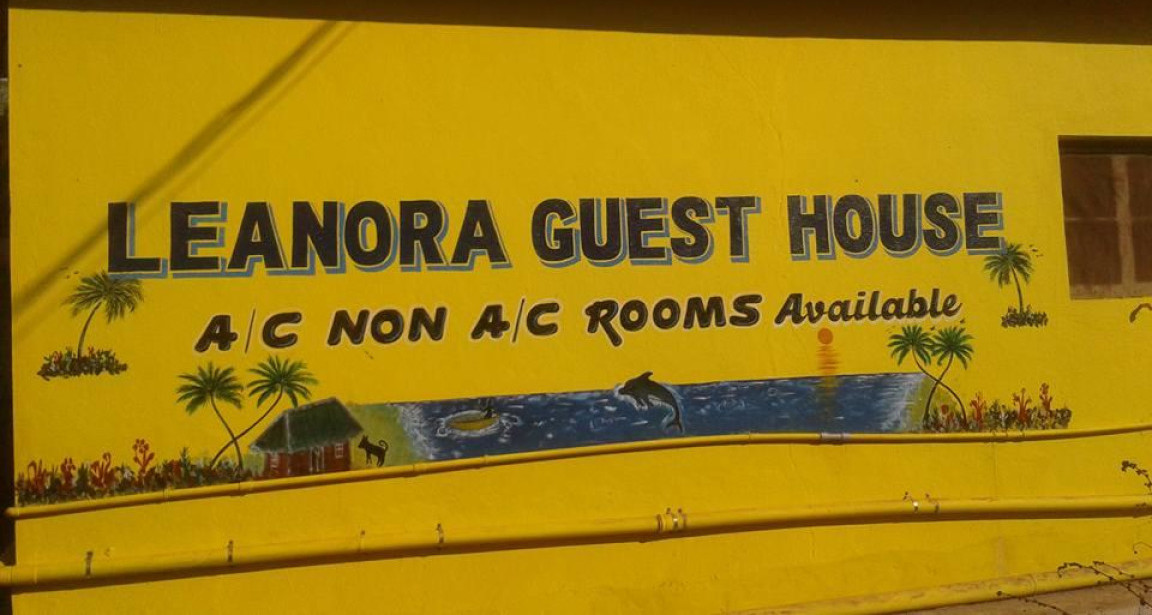 LEANORA GUEST HOUSE
A/C NON A/C ROOMS Available